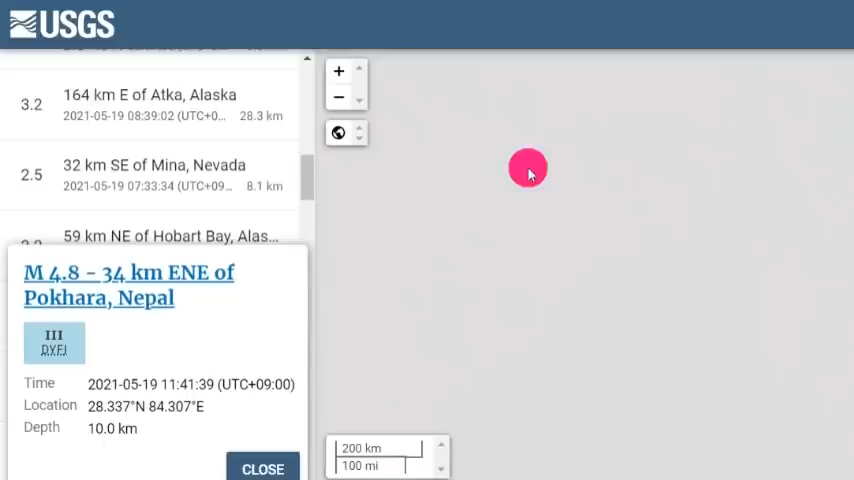 USGS
3.2
164 km E of Atka, Alaska
2021-05-19 08:39:02 (UTC+0... 28.3 km
2.5
32 km SE of Mina, Nevada
2021-05-19 07:33:34 (UTC+09... 8.1 km
59 km NE of Hobart Bay, Alas...
M 4.8 - 34 km ENE of
Pokhara, Nepal
III
DYFI
Time 2021-05-19 11:41:39 (UTC+09:00)
Location 28.337°N 84.307°E
Depth 10.0 km
CLOSE
+
−
200 km
100 mi